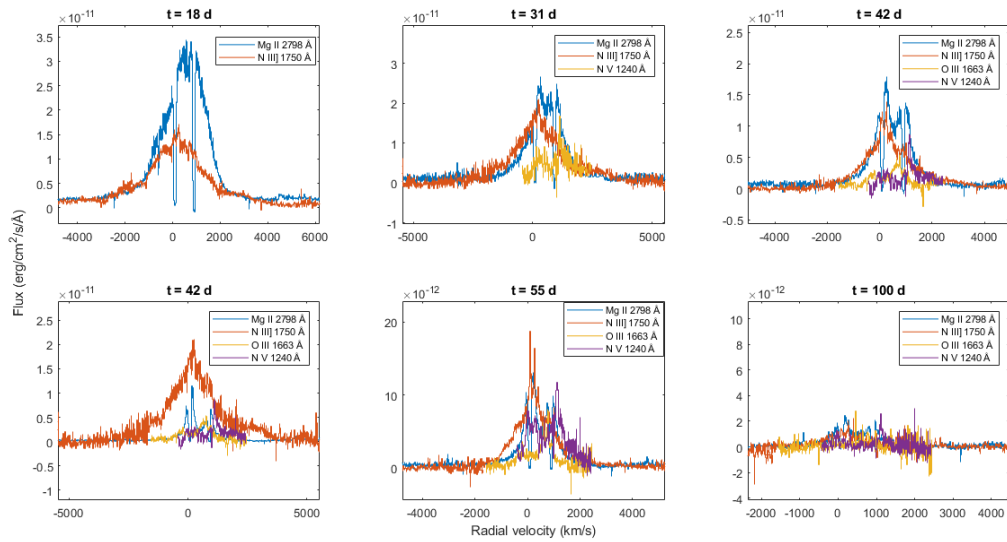 t = 18 d
×10⁻¹¹
3.5
3
2.5
2
1.5
1
0.5
0
-4000 -2000 0 2000 4000 6000
Mg II 2798 Å
N III] 1750 Å
t = 31 d
×10⁻¹¹
4
3
2
1
0
-1
-5000 0 5000
Mg II 2798 Å
N III] 1750 Å
N V 1240 Å
t = 42 d
×10⁻¹¹
2.5
2
1.5
1
0.5
0
-0.5
-4000 -2000 0 2000 4000
Mg II 2798 Å
N III] 1750 Å
O III 1663 Å
N V 1240 Å
Flux (erg/cm²/s/Å)
t = 42 d
×10⁻¹¹
2.5
2
1.5
1
0.5
0
-0.5
-1
-5000 0 5000
Mg II 2798 Å
N III] 1750 Å
O III 1663 Å
N V 1240 Å
t = 55 d
×10⁻¹²
20
10
0
-4000 -2000 0 2000 4000
Mg II 2798 Å
N III] 1750 Å
O III 1663 Å
N V 1240 Å
t = 100 d
×10⁻¹²
10
8
6
4
2
0
-2
-4
-2000 -1000 0 1000 2000 3000 4000
Mg II 2798 Å
N III] 1750 Å
O III 1663 Å
N V 1240 Å
Radial velocity (km/s)